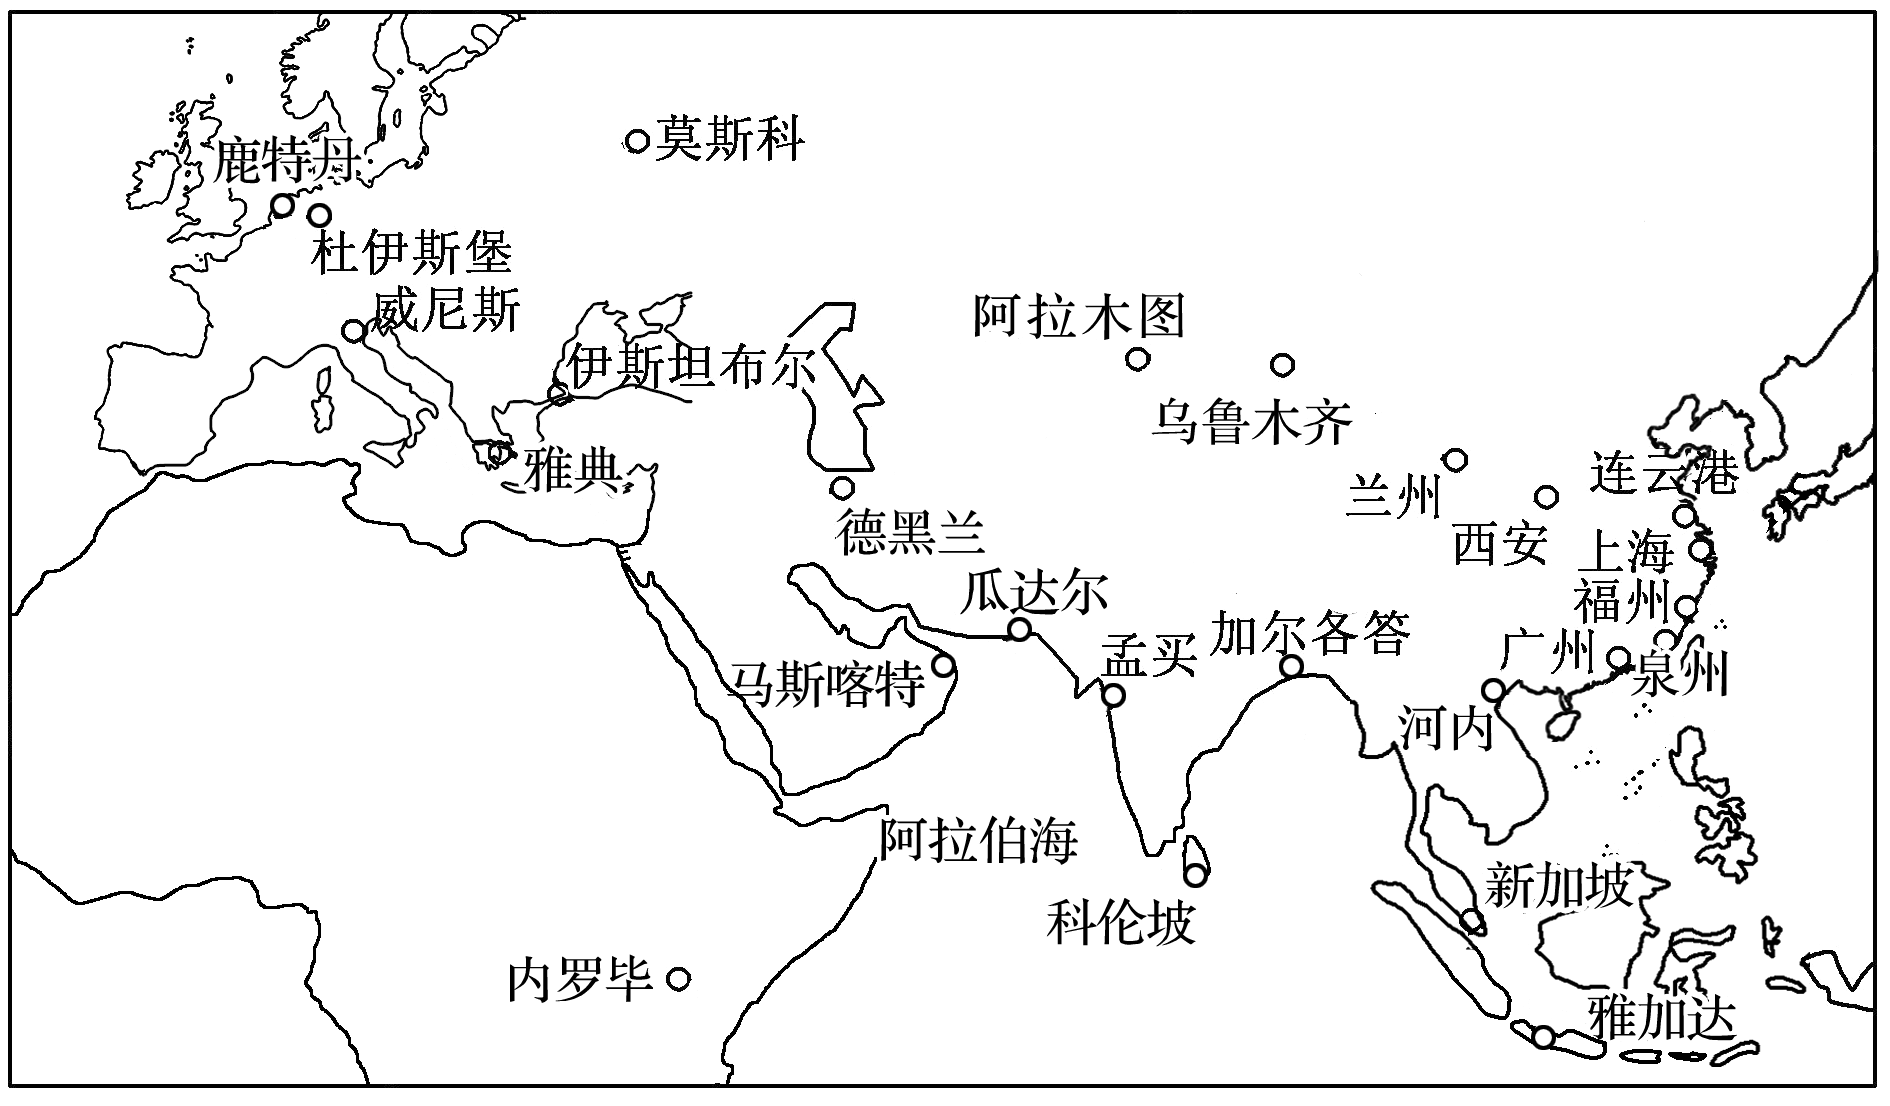 莫斯科
鹿特丹
杜伊斯堡
威尼斯
阿拉木图
伊斯坦布尔
乌鲁木齐
雅典
连云港
兰州
德黑兰
西安
上海
瓜达尔
福州
孟买
加尔各答
广州
马斯喀特
泉州
河内
阿拉伯海
新加坡
科伦坡
内罗毕
雅加达